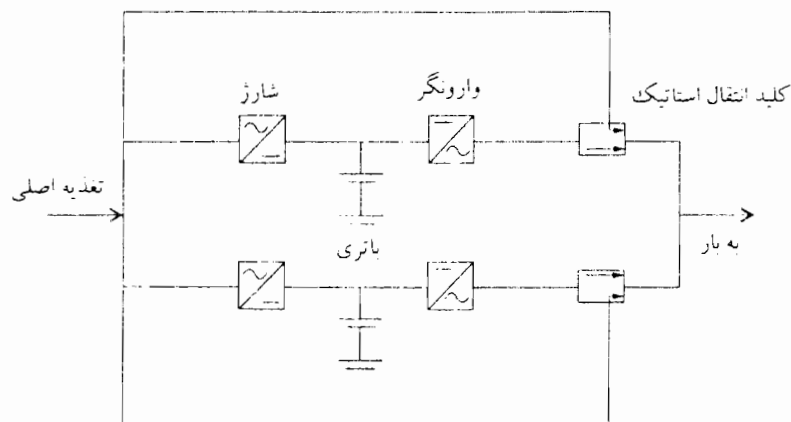 شارژ
وارونگر
کلید انتقال استاتیک
تغذیه اصلی
باتری
به بار